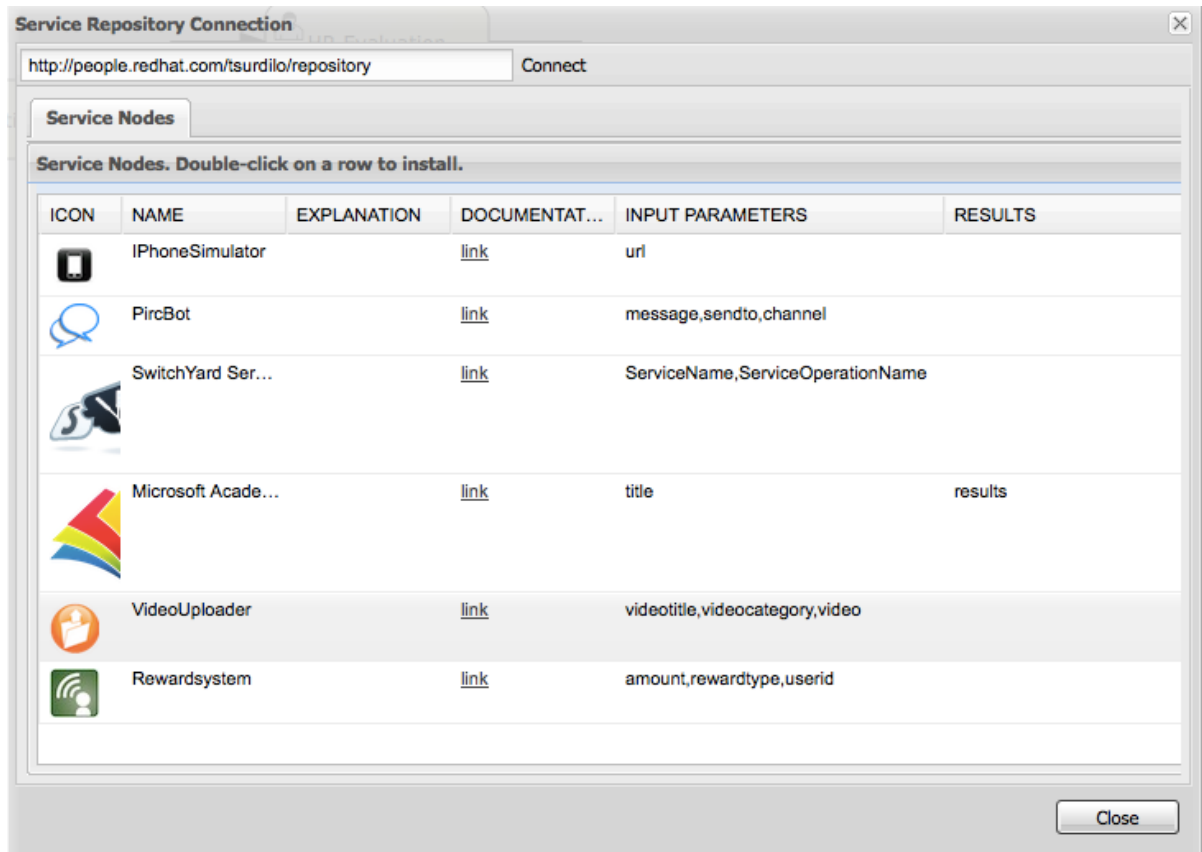 Service Repository Connection
HR Evaluation
http://people.redhat.com/tsurdilo/repository Connect
Service Nodes
Service Nodes. Double-click on a row to install.
ICON NAME EXPLANATION DOCUMENTAT... INPUT PARAMETERS RESULTS
IPhoneSimulator link url
PircBot link message,sendto,channel
SwitchYard Ser... link ServiceName,ServiceOperationName
S
Microsoft Acade... link title results
VideoUploader link videotitle,videocategory,video
Rewardsystem link amount,rewardtype,userid
Close